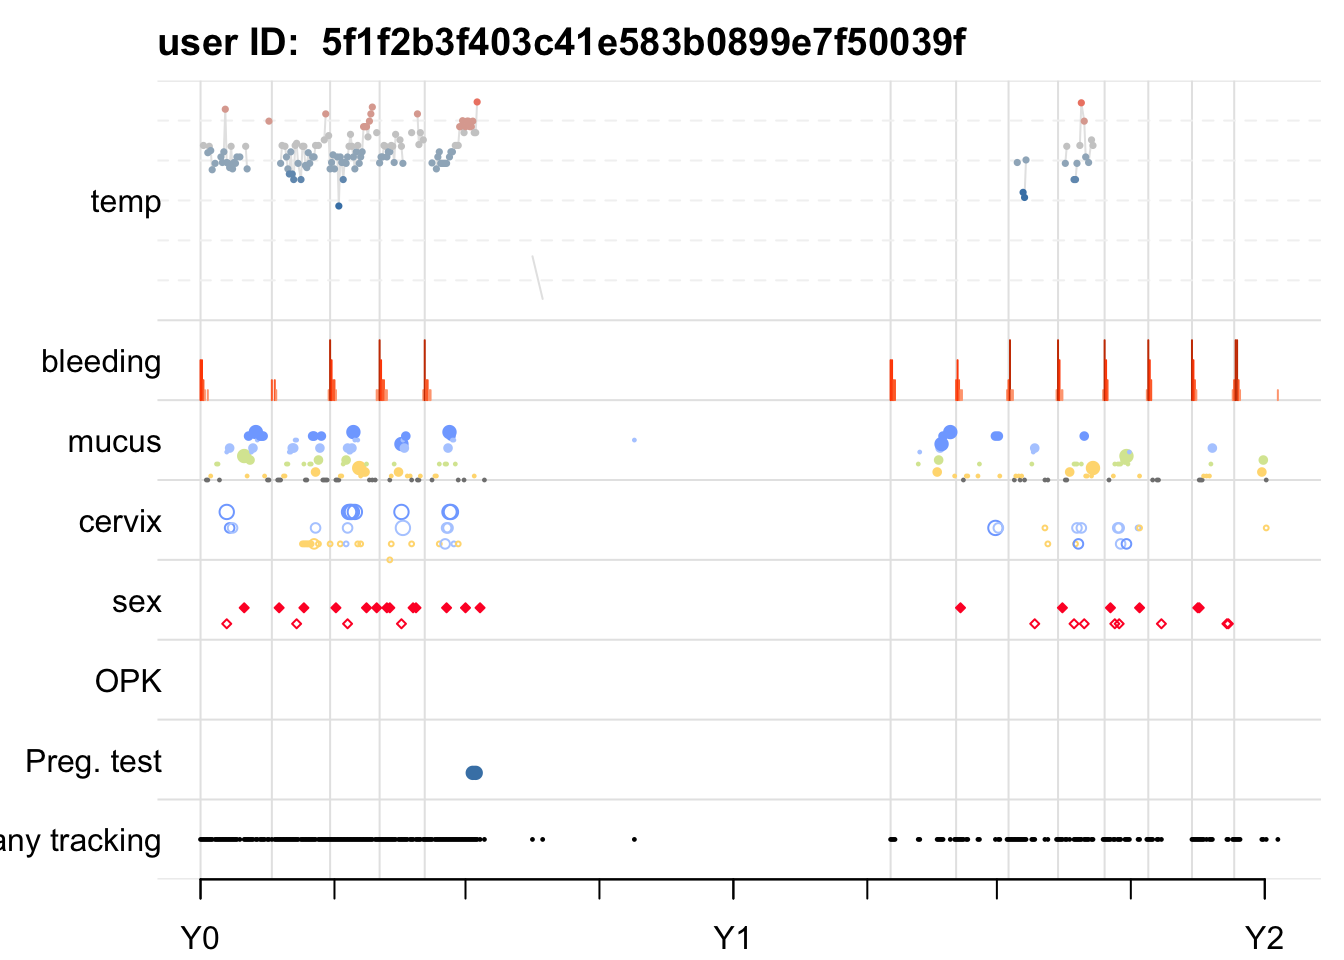 user ID: 5f1f2b3f403c41e583b0899e7f50039f
temp
bleeding
mucus
cervix
sex
OPK
Preg. test
any tracking
Y0 Y1 Y2